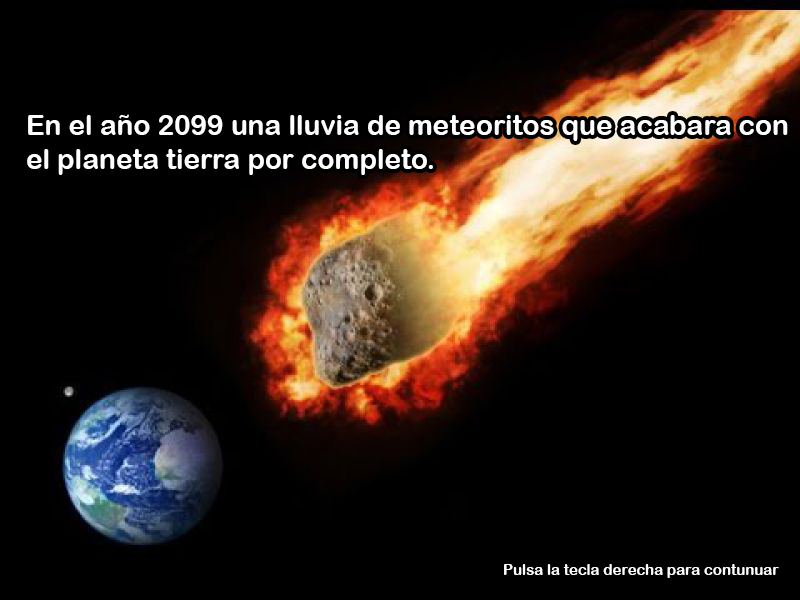 En el año 2099 una lluvia de meteoritos que acabara con
el planeta tierra por completo.
Pulsa la tecla derecha para contunuar